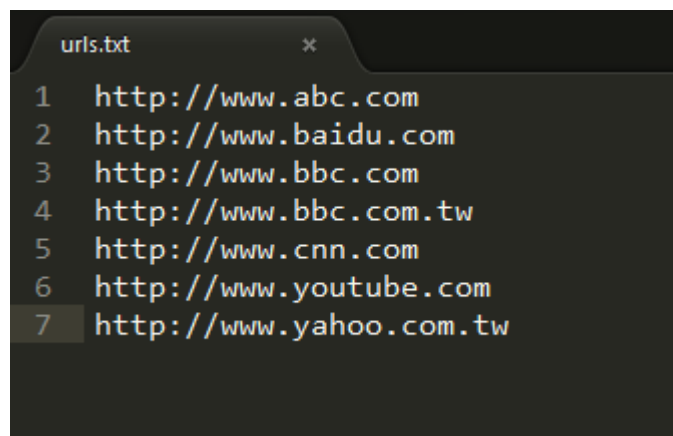 urls.txt ×
1 http://www.abc.com
2 http://www.baidu.com
3 http://www.bbc.com
4 http://www.bbc.com.tw
5 http://www.cnn.com
6 http://www.youtube.com
7 http://www.yahoo.com.tw